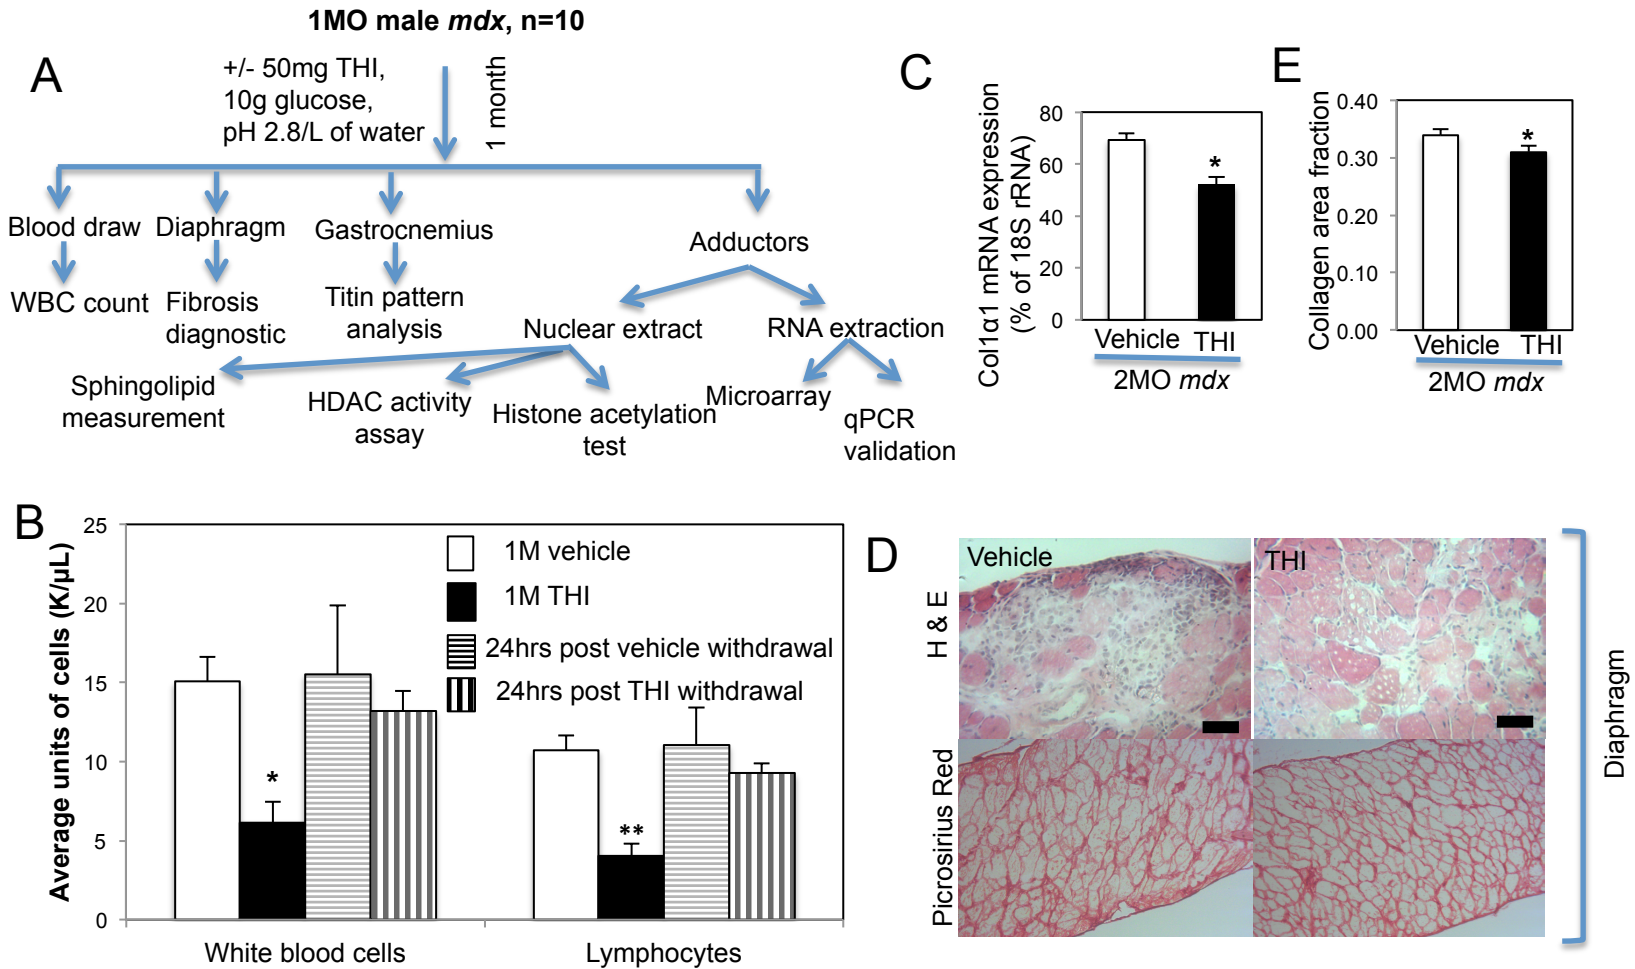 1MO male mdx, n=10
A
+/- 50mg THI,
10g glucose,
pH 2.8/L of water
1 month
Blood draw
Diaphragm
Gastrocnemius
Adductors
WBC count
Fibrosis
diagnostic
Titin pattern
analysis
Nuclear extract
RNA extraction
Sphingolipid
measurement
HDAC activity
assay
Histone acetylation
test
Microarray
qPCR
validation
B
Average units of cells (K/µL)
25
20
15
10
5
0
1M vehicle
1M THI
24hrs post vehicle withdrawal
24hrs post THI withdrawal
*
**
White blood cells
Lymphocytes
C
Col1α1 mRNA expression
(% of 18S rRNA)
80
60
40
20
0
*
Vehicle
THI
2MO mdx
E
Collagen area fraction
0.40
0.30
0.20
0.10
0.00
*
Vehicle
THI
2MO mdx
D
Vehicle
THI
H & E
Picrosirius Red
Diaphragm